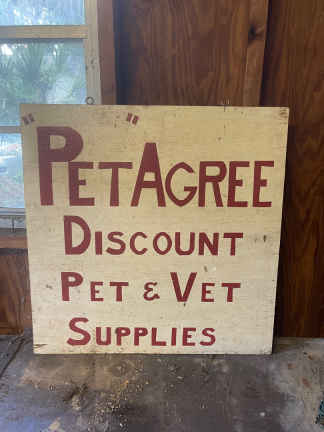 "PETAGREE"
DISCOUNT
PET & VET
SUPPLIES